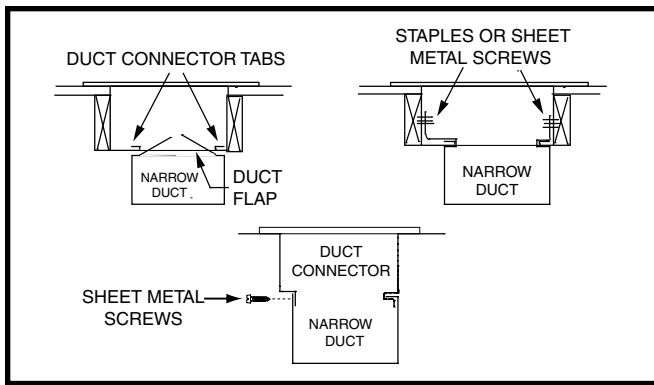 DUCT CONNECTOR TABS
NARROW
DUCT
DUCT
FLAP
STAPLES OR SHEET
METAL SCREWS
NARROW
DUCT
DUCT
CONNECTOR
SHEET METAL
SCREWS
NARROW
DUCT